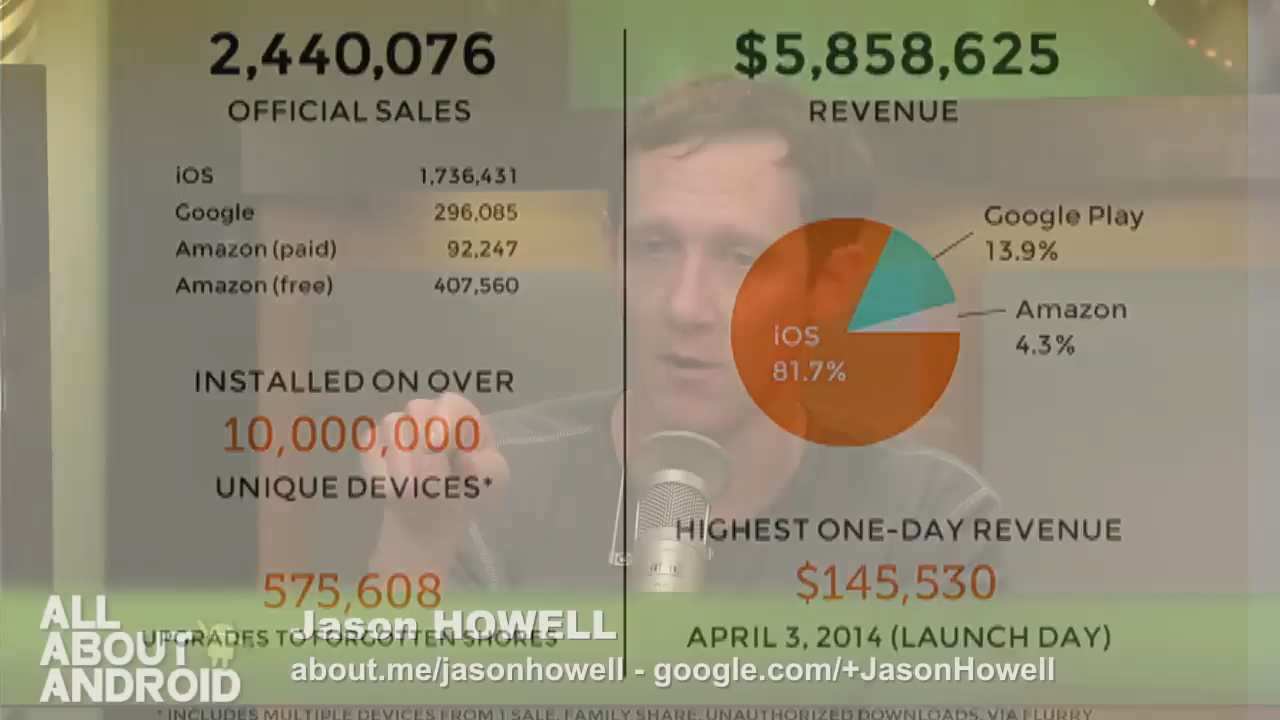 2,440,076
OFFICIAL SALES
iOS 1,736,431
Google 296,085
Amazon (paid) 92,247
Amazon (free) 407,560
INSTALLED ON OVER
10,000,000
UNIQUE DEVICES*
575,608
UPGRADES TO FORGOTTEN SHORES
$5,858,625
REVENUE
Google Play
13.9%
Amazon
4.3%
iOS
81.7%
HIGHEST ONE-DAY REVENUE
$145,530
APRIL 3, 2014 (LAUNCH DAY)
ALL
ABOUT
ANDROID
Jason HOWELL
about.me/jasonhowell - google.com/+JasonHowell
* INCLUDES MULTIPLE DEVICES FROM 1 SALE, FAMILY SHARE, UNAUTHORIZED DOWNLOADS, VIA FLURRY